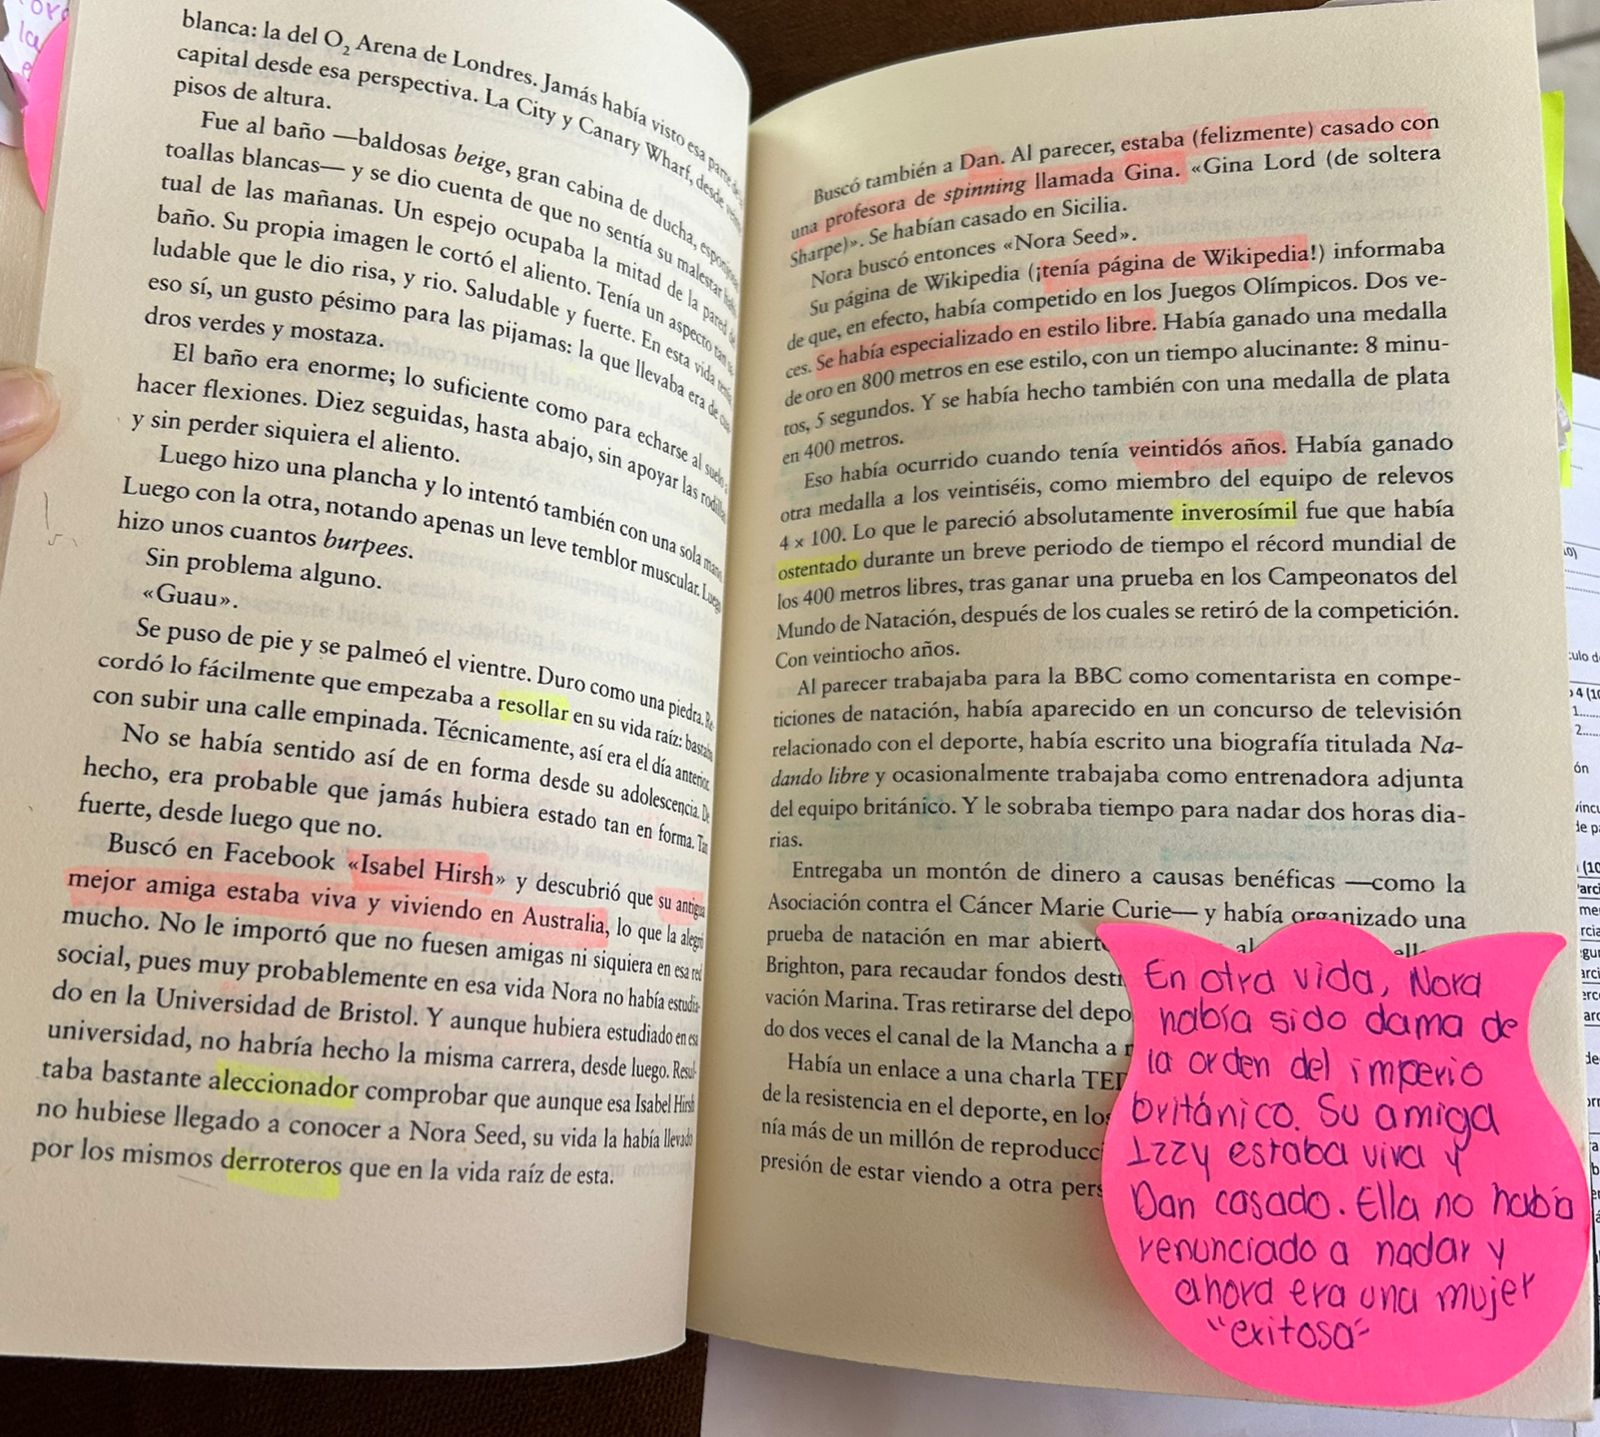 blanca: la del O₂ Arena de Londres. Jamás había visto esa parte de la
capital desde esa perspectiva. La City y Canary Wharf, desde
pisos de altura.
Fue al baño —baldosas beige, gran cabina de ducha, esponjosas
toallas blancas— y se dio cuenta de que no sentía su malestar habi-
tual de las mañanas. Un espejo ocupaba la mitad de la pared del
baño. Su propia imagen le cortó el aliento. Tenía un aspecto tan sa-
ludable que le dio risa, y rio. Saludable y fuerte. En esta vida tenía,
eso sí, un gusto pésimo para las pijamas: la que llevaba era de cua-
dros verdes y mostaza.
El baño era enorme; lo suficiente como para echarse al suelo a
hacer flexiones. Diez seguidas, hasta abajo, sin apoyar las rodillas
y sin perder siquiera el aliento.
Luego hizo una plancha y lo intentó también con una sola mano.
Luego con la otra, notando apenas un leve temblor muscular. Luego
hizo unos cuantos burpees.
Sin problema alguno.
«Guau».
Se puso de pie y se palmeó el vientre. Duro como una piedra. Re-
cordó lo fácilmente que empezaba a resollar en su vida raíz: bastaba
con subir una calle empinada. Técnicamente, así era el día anterior.
No se había sentido así de en forma desde su adolescencia. De
hecho, era probable que jamás hubiera estado tan en forma. Tan
fuerte, desde luego que no.
Buscó en Facebook «Isabel Hirsh» y descubrió que su antigua
mejor amiga estaba viva y viviendo en Australia, lo que la alegró
mucho. No le importó que no fuesen amigas ni siquiera en esa red
social, pues muy probablemente en esa vida Nora no había estudia-
do en la Universidad de Bristol. Y aunque hubiera estudiado en esa
universidad, no habría hecho la misma carrera, desde luego. Resul-
taba bastante aleccionador comprobar que aunque esa Isabel Hirsh
no hubiese llegado a conocer a Nora Seed, su vida la había llevado
por los mismos derroteros que en la vida raíz de esta.
Buscó también a Dan. Al parecer, estaba (felizmente) casado con
una profesora de spinning llamada Gina. «Gina Lord (de soltera
Sharpe)». Se habían casado en Sicilia.
Nora buscó entonces «Nora Seed».
Su página de Wikipedia (¡tenía página de Wikipedia!) informaba
de que, en efecto, había competido en los Juegos Olímpicos. Dos ve-
ces. Se había especializado en estilo libre. Había ganado una medalla
de oro en 800 metros en ese estilo, con un tiempo alucinante: 8 minu-
tos, 5 segundos. Y se había hecho también con una medalla de plata
en 400 metros.
Eso había ocurrido cuando tenía veintidós años. Había ganado
otra medalla a los veintiséis, como miembro del equipo de relevos
4 × 100. Lo que le pareció absolutamente inverosímil fue que había
ostentado durante un breve periodo de tiempo el récord mundial de
los 400 metros libres, tras ganar una prueba en los Campeonatos del
Mundo de Natación, después de los cuales se retiró de la competición.
Con veintiocho años.
Al parecer trabajaba para la BBC como comentarista en compe-
ticiones de natación, había aparecido en un concurso de televisión
relacionado con el deporte, había escrito una biografía titulada Na-
dando libre y ocasionalmente trabajaba como entrenadora adjunta
del equipo británico. Y le sobraba tiempo para nadar dos horas dia-
rias.
Entregaba un montón de dinero a causas benéficas —como la
Asociación contra el Cáncer Marie Curie— y había organizado una
prueba de natación en mar abierto
Brighton, para recaudar fondos desti
vación Marina. Tras retirarse del depo
do dos veces el canal de la Mancha a
Había un enlace a una charla TED
de la resistencia en el deporte, en los
nía más de un millón de reproducc
presión de estar viendo a otra pers
En otra vida, Nora
había sido dama de
la orden del imperio
británico. Su amiga
Izzy estaba viva y
Dan casado. Ella no había
renunciado a nadar y
ahora era una mujer
"exitosa"